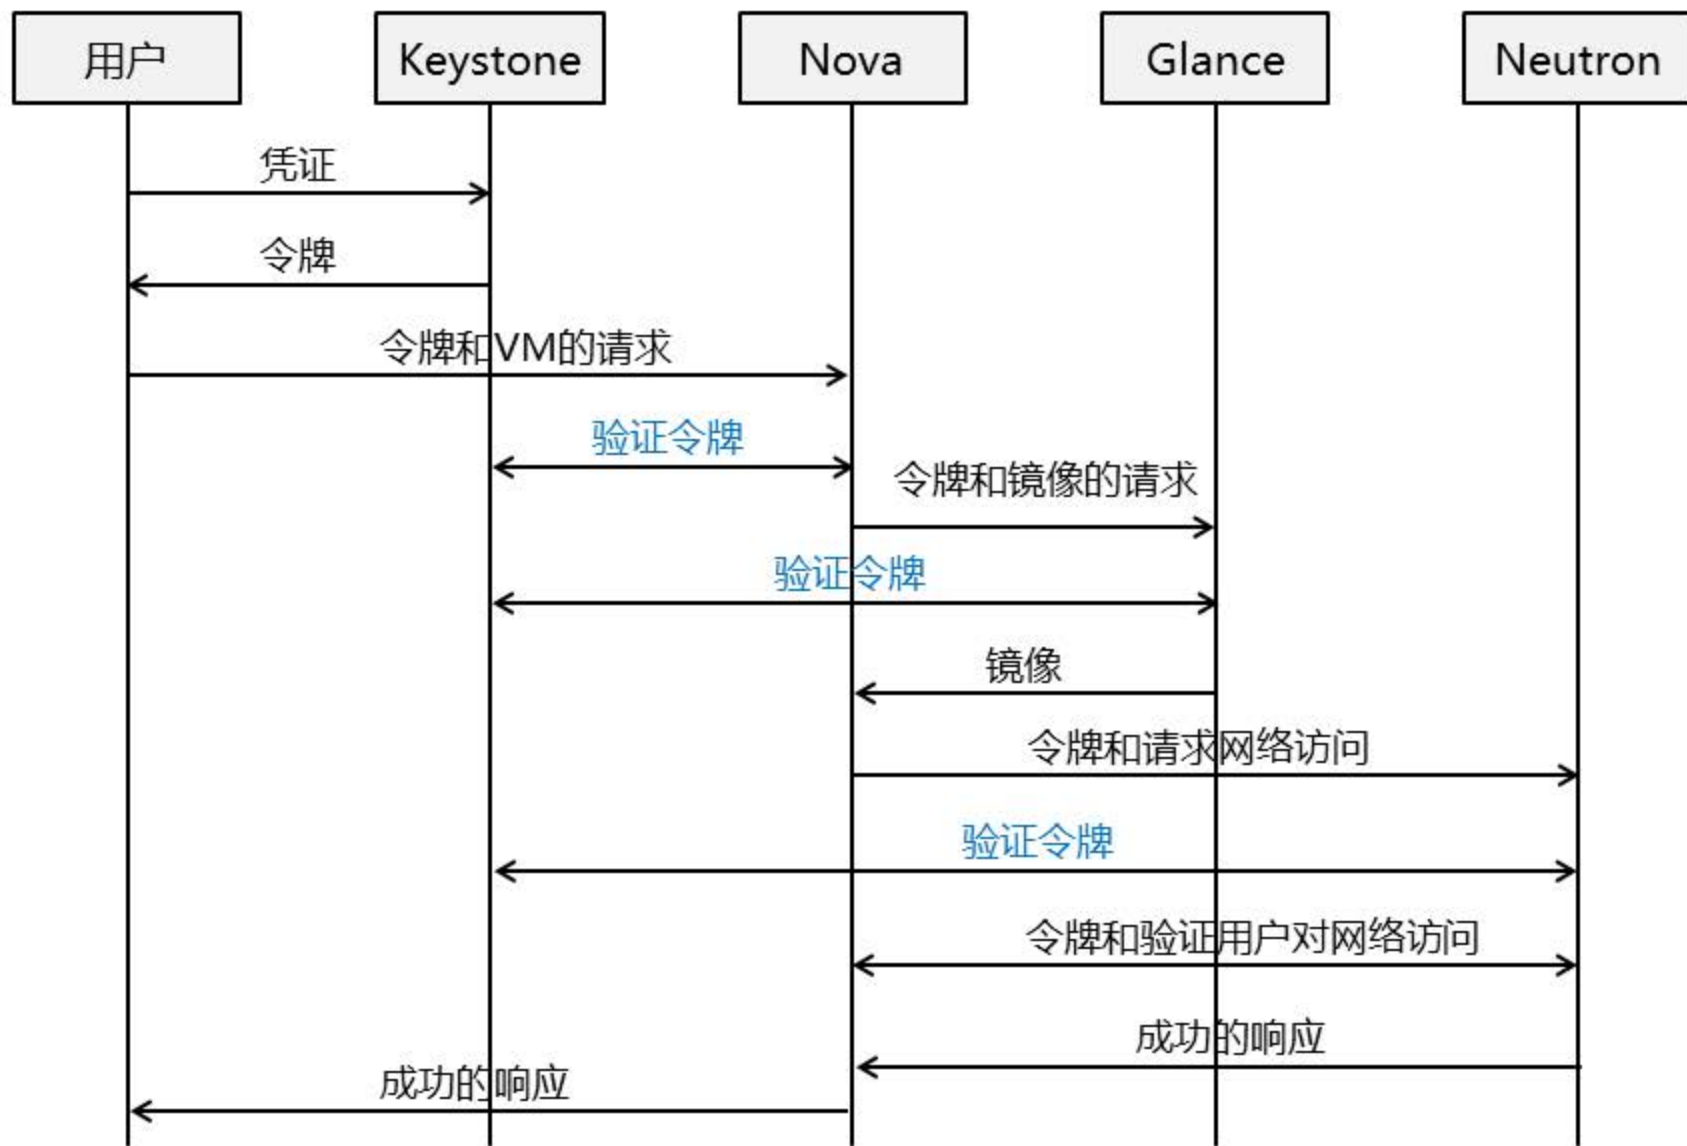 用户
Keystone
Nova
Glance
Neutron
凭证
令牌
令牌和VM的请求
验证令牌
令牌和镜像的请求
验证令牌
镜像
令牌和请求网络访问
验证令牌
令牌和验证用户对网络访问
成功的响应
成功的响应